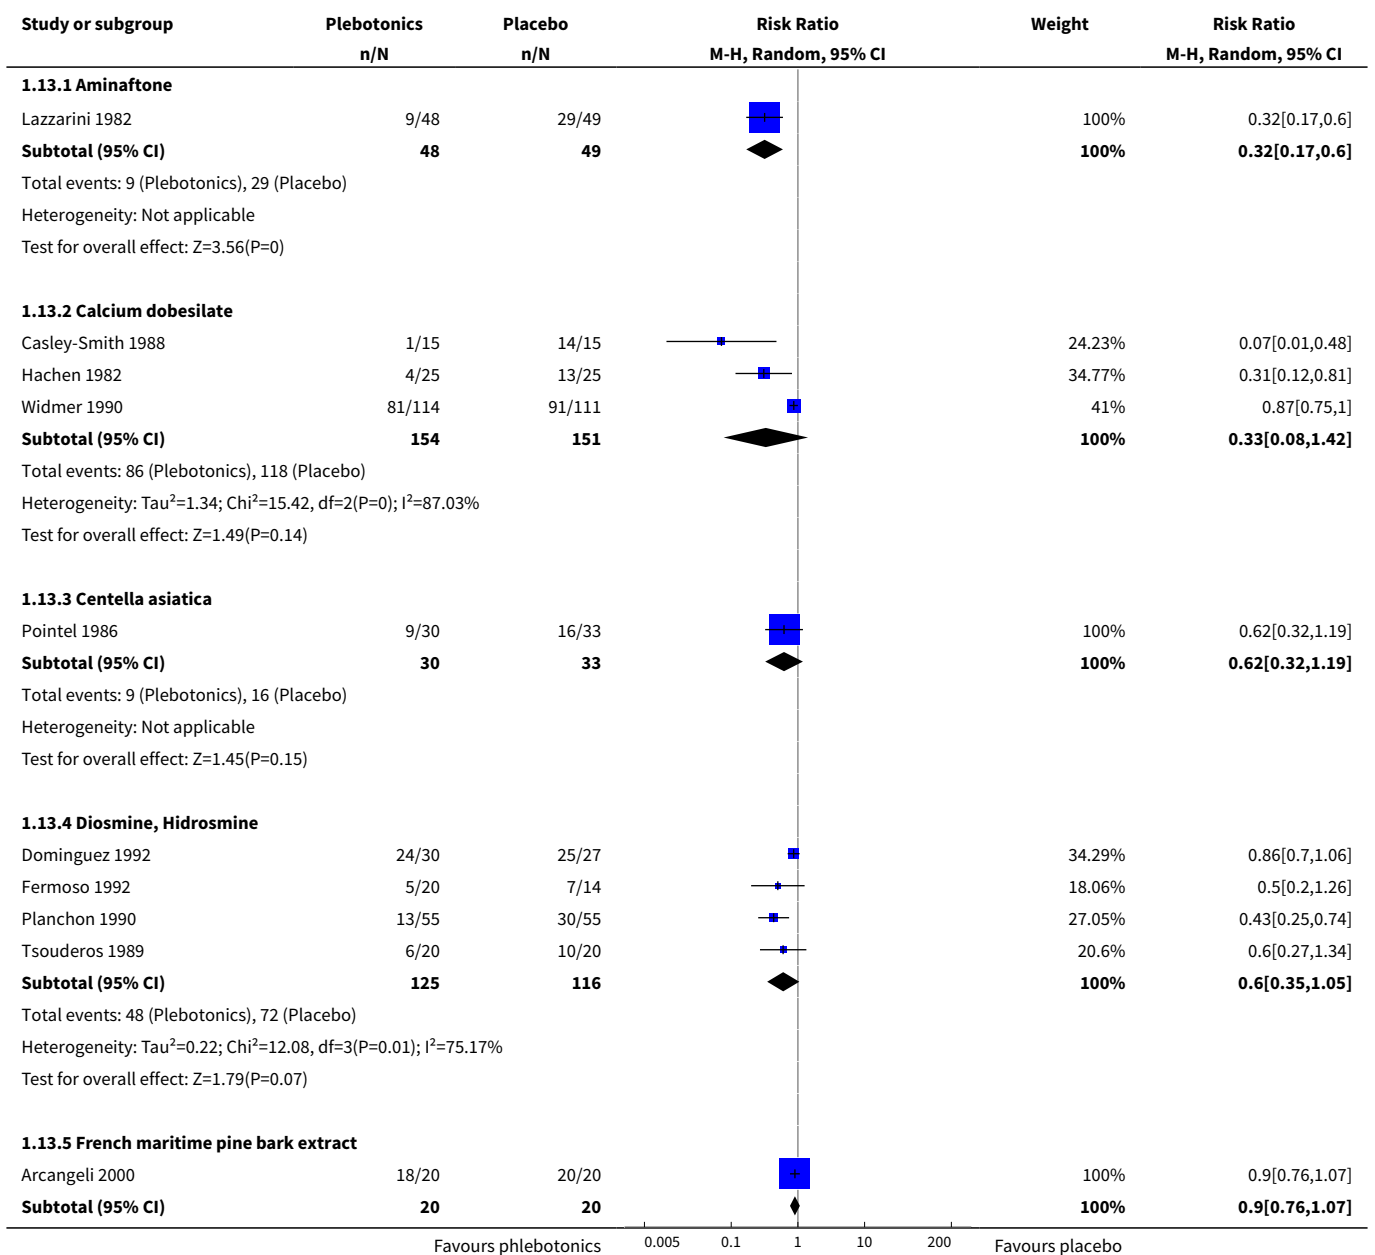 Study or subgroup Plebotonics Placebo Risk Ratio Weight Risk Ratio
n/N n/N M-H, Random, 95% CI M-H, Random, 95% CI
1.13.1 Aminaftone
Lazzarini 1982 9/48 29/49 100% 0.32[0.17,0.6]
Subtotal (95% CI) 48 49 100% 0.32[0.17,0.6]
Total events: 9 (Plebotonics), 29 (Placebo)
Heterogeneity: Not applicable
Test for overall effect: Z=3.56(P=0)
1.13.2 Calcium dobesilate
Casley-Smith 1988 1/15 14/15 24.23% 0.07[0.01,0.48]
Hachen 1982 4/25 13/25 34.77% 0.31[0.12,0.81]
Widmer 1990 81/114 91/111 41% 0.87[0.75,1]
Subtotal (95% CI) 154 151 100% 0.33[0.08,1.42]
Total events: 86 (Plebotonics), 118 (Placebo)
Heterogeneity: Tau²=1.34; Chi²=15.42, df=2(P=0); I²=87.03%
Test for overall effect: Z=1.49(P=0.14)
1.13.3 Centella asiatica
Pointel 1986 9/30 16/33 100% 0.62[0.32,1.19]
Subtotal (95% CI) 30 33 100% 0.62[0.32,1.19]
Total events: 9 (Plebotonics), 16 (Placebo)
Heterogeneity: Not applicable
Test for overall effect: Z=1.45(P=0.15)
1.13.4 Diosmine, Hidrosmine
Dominguez 1992 24/30 25/27 34.29% 0.86[0.7,1.06]
Fermoso 1992 5/20 7/14 18.06% 0.5[0.2,1.26]
Planchon 1990 13/55 30/55 27.05% 0.43[0.25,0.74]
Tsouderos 1989 6/20 10/20 20.6% 0.6[0.27,1.34]
Subtotal (95% CI) 125 116 100% 0.6[0.35,1.05]
Total events: 48 (Plebotonics), 72 (Placebo)
Heterogeneity: Tau²=0.22; Chi²=12.08, df=3(P=0.01); I²=75.17%
Test for overall effect: Z=1.79(P=0.07)
1.13.5 French maritime pine bark extract
Arcangeli 2000 18/20 20/20 100% 0.9[0.76,1.07]
Subtotal (95% CI) 20 20 100% 0.9[0.76,1.07]
Favours phlebotonics 0.005 0.1 1 10 200 Favours placebo